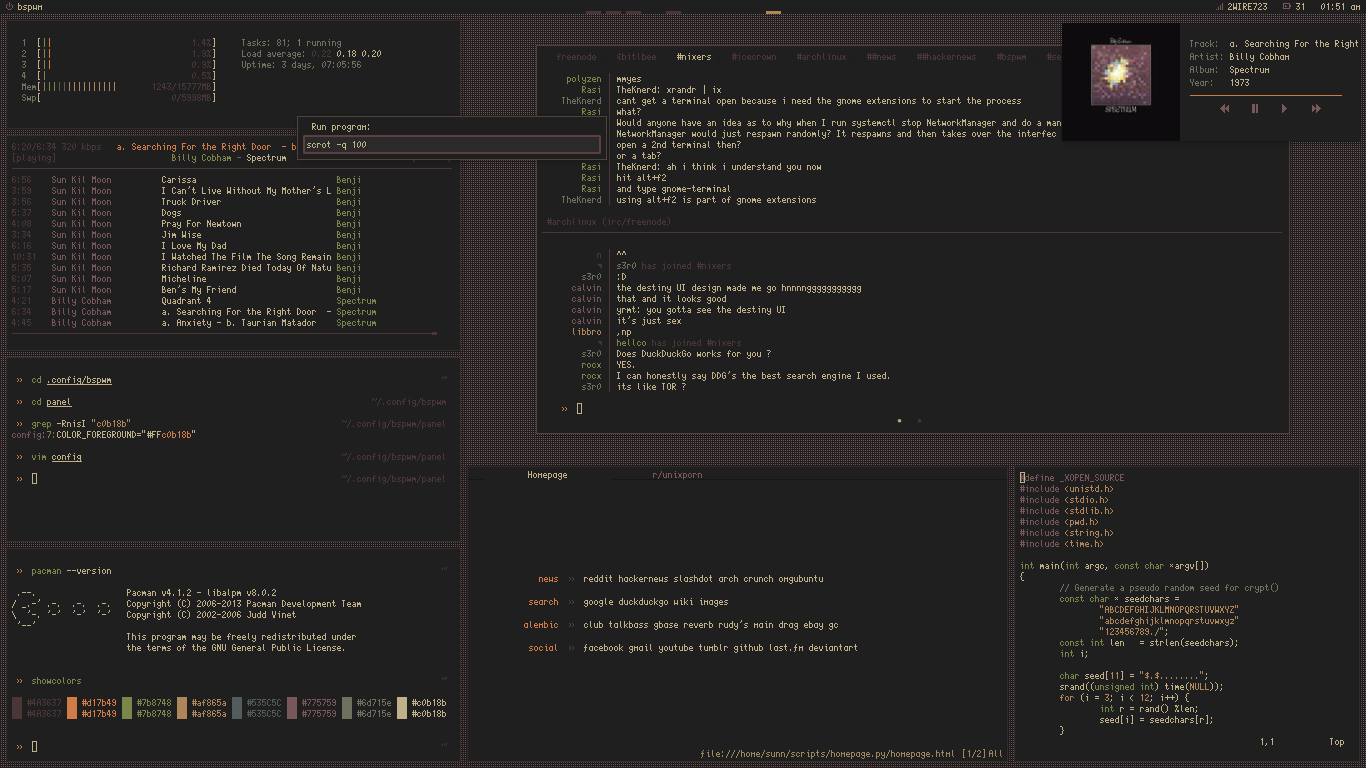 bspwm
2WIRE723 31 01:51 am
1 [|| 1.4%] Tasks: 81; 1 running
2 [|| 1.9%] Load average: 0.22 0.18 0.20
3 [|| 0.9%] Uptime: 3 days, 07:05:56
4 [| 0.5%]
Mem[|||||||||||||||||| 1243/15777MB]
Swp[ 0/5998MB]
Run program:
scrot -q 100
6:20/6:34 320 kbps a. Searching For the Right Door - b
[playing] Billy Cobham - Spectrum
6:56 Sun Kil Moon Carissa Benji
3:59 Sun Kil Moon I Can't Live Without My Mother's L Benji
3:56 Sun Kil Moon Truck Driver Benji
5:37 Sun Kil Moon Dogs Benji
4:08 Sun Kil Moon Pray For Newtown Benji
3:34 Sun Kil Moon Jim Wise Benji
6:16 Sun Kil Moon I Love My Dad Benji
10:31 Sun Kil Moon I Watched The Film The Song Remain Benji
5:35 Sun Kil Moon Richard Ramirez Died Today Of Natu Benji
6:07 Sun Kil Moon Micheline Benji
5:17 Sun Kil Moon Ben's My Friend Benji
4:21 Billy Cobham Quadrant 4 Spectrum
6:34 Billy Cobham a. Searching For the Right Door - Spectrum
4:45 Billy Cobham a. Anxiety - b. Taurian Matador Spectrum
freenode &bitlbee #nixers #icecrown #archlinux ##news ##hackernews #bspwm #se
polyzen mmyes
Rasi TheKnerd: xrandr | ix
TheKnerd cant get a terminal open because i need the gnome extensions to start the process
Rasi what?
Would anyone have an idea as to why when I run systemctl stop NetworkManager and do a man
NetworkManager would just respawn randomly? It respawns and then takes over the interfec
open a 2nd terminal then?
or a tab?
Rasi TheKnerd: ah i think i understand you now
Rasi hit alt+f2
Rasi and type gnome-terminal
TheKnerd using alt+f2 is part of gnome extensions
#archlinux (irc/freenode)
n ^^
s3r0 has joined #nixers
s3r0 :D
calvin the destiny UI design made me go hnnnngggggggggggg
calvin that and it looks good
calvin yrmt: you gotta see the destiny UI
calvin it's just sex
libbro ,np
hellco has joined #nixers
s3r0 Does DuckDuckGo works for you ?
rocx YES.
rocx I can honestly say DDG's the best search engine I used.
s3r0 its like TOR ?
››
SPECTRUM
Track: a. Searching For the Right
Artist: Billy Cobham
Album: Spectrum
Year: 1973
›› cd .config/bspwm ~
›› cd panel ~/.config/bspwm
›› grep -RnisI "c0b18b" ~/.config/bspwm/panel
config:7:COLOR_FOREGROUND="#FFc0b18b"
›› vim config ~/.config/bspwm/panel
›› ~/.config/bspwm/panel
›› pacman --version ~
.--. Pacman v4.1.2 - libalpm v8.0.2
/ _.-' .-. .-. .-. Copyright (C) 2006-2013 Pacman Development Team
\ '-. '-' '-' '-' Copyright (C) 2002-2006 Judd Vinet
'--'
This program may be freely redistributed under
the terms of the GNU General Public License.
›› showcolors ~
#4A3637 #d17b49 #7b8748 #af865a #535C5C #775759 #6d715e #c0b18b
#4A3637 #d17b49 #7b8748 #af865a #535C5C #775759 #6d715e #c0b18b
›› ~
Homepage r/unixporn
news ›› reddit hackernews slashdot arch crunch omgubuntu
search ›› google duckduckgo wiki images
alembic ›› club talkbass gbase reverb rudy's main drag ebay gc
social ›› facebook gmail youtube tumblr github last.fm deviantart
file:///home/sunn/scripts/homepage.py/homepage.html [1/2]All
#define _XOPEN_SOURCE
#include <unistd.h>
#include <stdio.h>
#include <stdlib.h>
#include <pwd.h>
#include <string.h>
#include <time.h>
int main(int argc, const char *argv[])
{
// Generate a pseudo random seed for crypt()
const char * seedchars =
"ABCDEFGHIJKLMNOPQRSTUVWXYZ"
"abcdefghijklmnopqrstuvwxyz"
"123456789./";
const int len = strlen(seedchars);
int i;
char seed[11] = "$.$........";
srand((unsigned int) time(NULL));
for (i = 3; i < 12; i++) {
int r = rand() %len;
seed[i] = seedchars[r];
}
1,1 Top